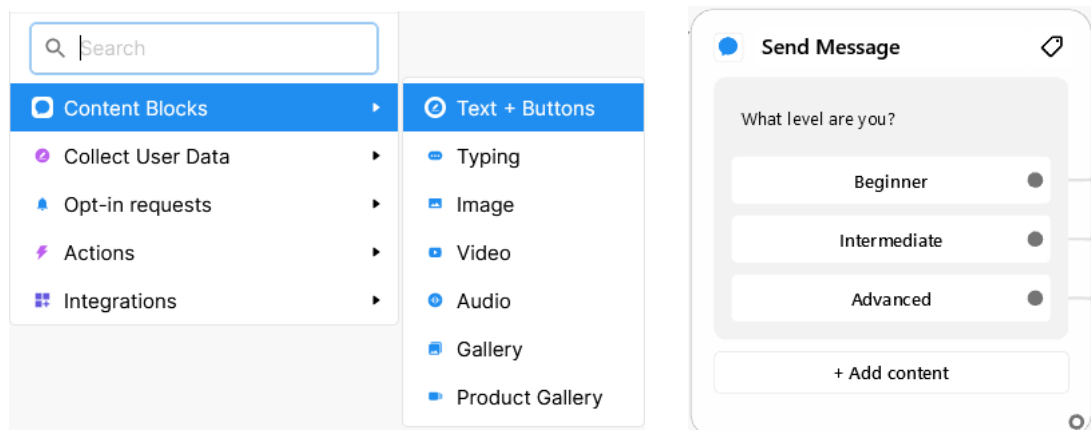 Search
Content Blocks
Collect User Data
Opt-in requests
Actions
Integrations
Text + Buttons
Typing
Image
Video
Audio
Gallery
Product Gallery
Send Message
What level are you?
Beginner
Intermediate
Advanced
+ Add content